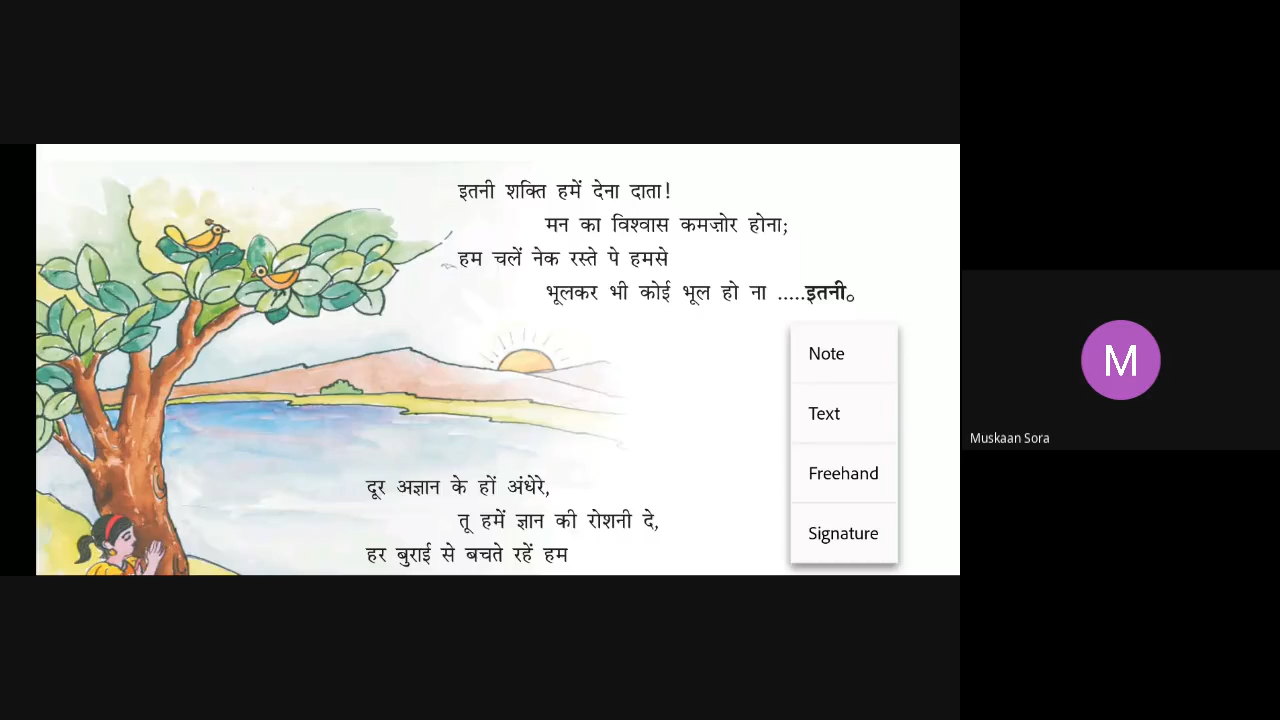 इतनी शक्ति हमें देना दाता!
मन का विश्वास कमज़ोर होना;
हम चलें नेक रस्ते पे हमसे
भूलकर भी कोई भूल हो ना .....इतनी०
Note
Text
Freehand
Signature
दूर अज्ञान के हों अंधेरे,
तू हमें ज्ञान की रोशनी दे,
हर बुराई से बचते रहें हम
M
Muskaan Sora